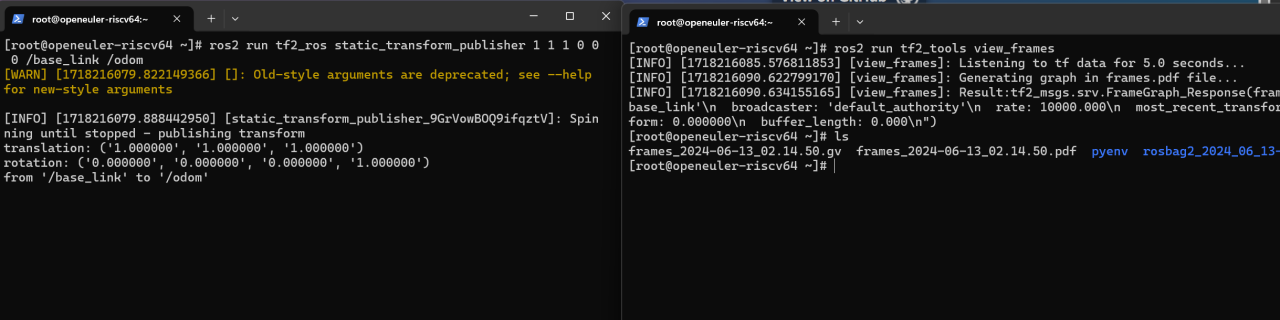 root@openeuler-riscv64:~
[root@openeuler-riscv64 ~]# ros2 run tf2_ros static_transform_publisher 1 1 1 0 0
0 /base_link /odom
[WARN] [1718216079.822149366] []: Old-style arguments are deprecated; see --help
for new-style arguments
[INFO] [1718216079.888442950] [static_transform_publisher_9GrVowBOQ9ifqztV]: Spin
ning until stopped - publishing transform
translation: ('1.000000', '1.000000', '1.000000')
rotation: ('0.000000', '0.000000', '0.000000', '1.000000')
from '/base_link' to '/odom'
root@openeuler-riscv64:~
[root@openeuler-riscv64 ~]# ros2 run tf2_tools view_frames
[INFO] [1718216085.576811853] [view_frames]: Listening to tf data for 5.0 seconds...
[INFO] [1718216090.622799170] [view_frames]: Generating graph in frames.pdf file...
[INFO] [1718216090.634155165] [view_frames]: Result:tf2_msgs.srv.FrameGraph_Response(fram
base_link'\n  broadcaster: 'default_authority'\n  rate: 10000.000\n  most_recent_transfo
form: 0.000000\n  buffer_length: 0.000\n")
[root@openeuler-riscv64 ~]# ls
frames_2024-06-13_02.14.50.gv  frames_2024-06-13_02.14.50.pdf  pyenv  rosbag2_2024_06_13-
[root@openeuler-riscv64 ~]#